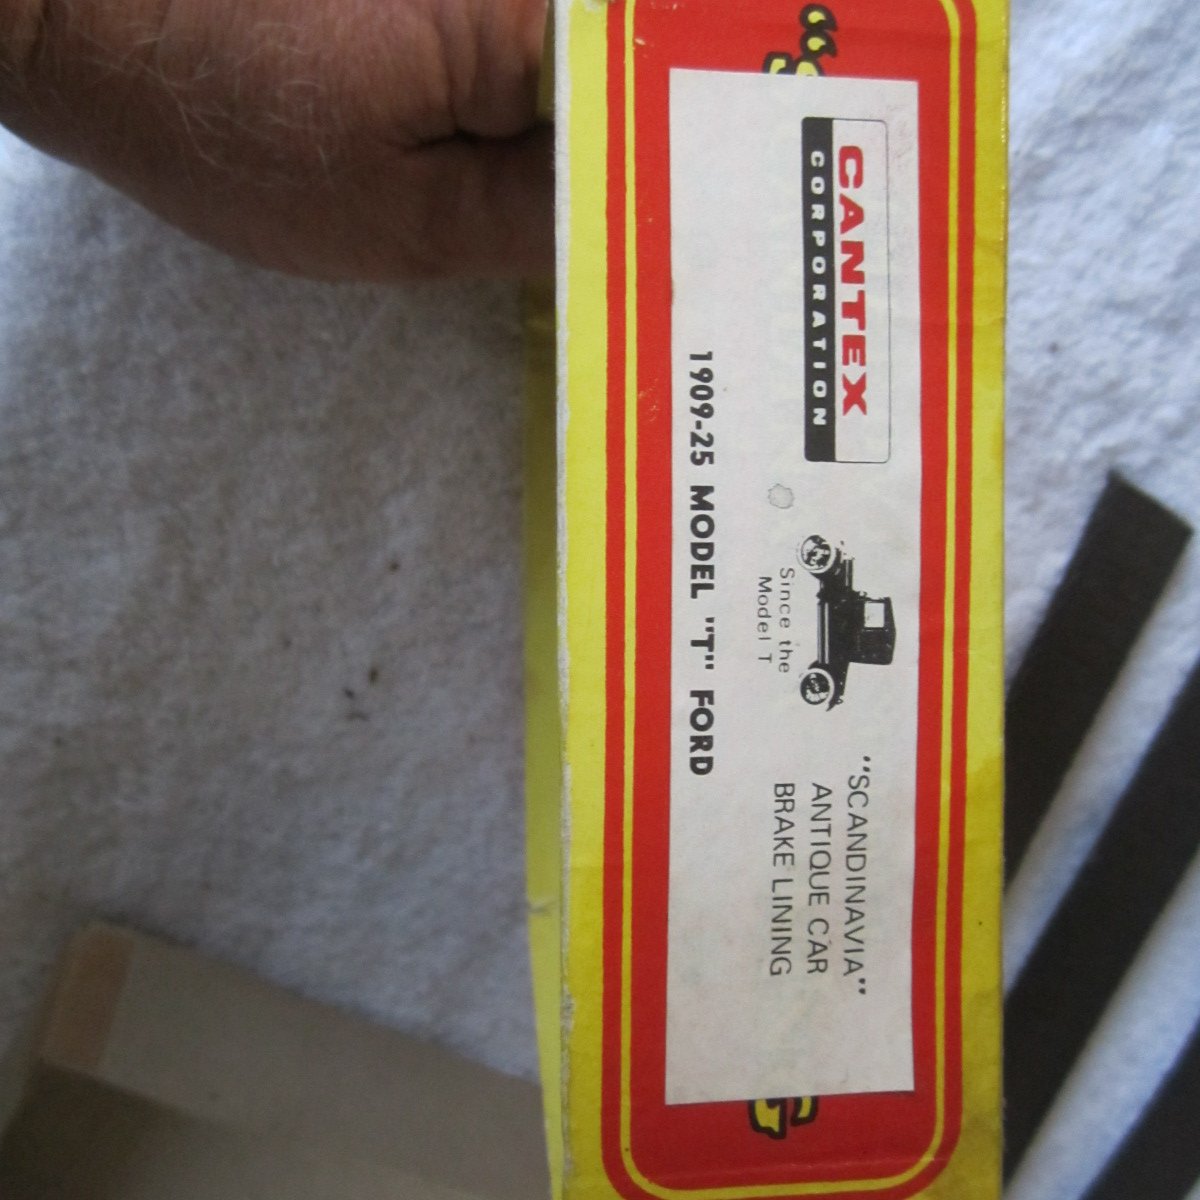 CANTEX
CORPORATION
Since the
Model T
"SCANDINAVIA"
ANTIQUE CAR
BRAKE LINING
1909-25 MODEL "T" FORD